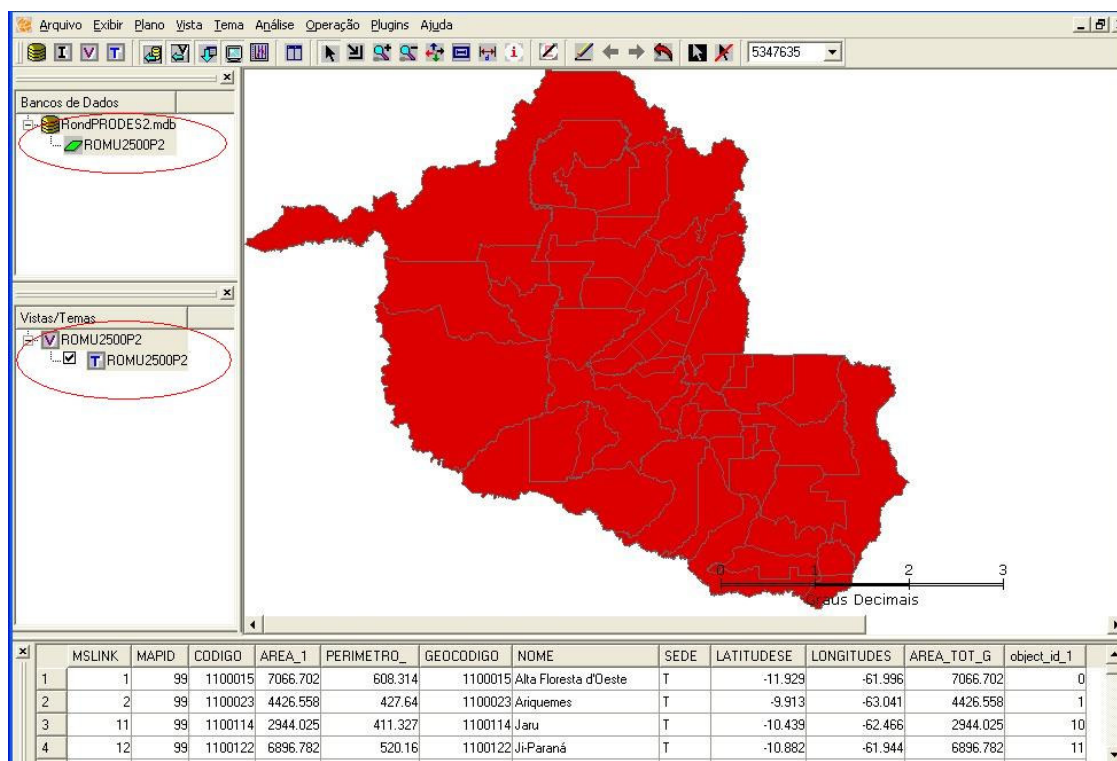 Arquivo Exibir Plano Vista Tema Análise Operação Plugins Ajuda
I V T i 5347635
Bancos de Dados
RondPRODES2.mdb
ROMU2500P2
Vistas/Temas
V ROMU2500P2
T ROMU2500P2
0 1 2 3
Graus Decimais
MSLINK MAPID CODIGO AREA_1 PERIMETRO_ GEOCODIGO NOME SEDE LATITUDESE LONGITUDES AREA_TOT_G object_id_1
1 1 99 1100015 7066.702 608.314 1100015 Alta Floresta d'Oeste T -11.929 -61.996 7066.702 0
2 2 99 1100023 4426.558 427.64 1100023 Ariquemes T -9.913 -63.041 4426.558 1
3 11 99 1100114 2944.025 411.327 1100114 Jaru T -10.439 -62.466 2944.025 10
4 12 99 1100122 6896.782 520.16 1100122 Ji-Paraná T -10.882 -61.944 6896.782 11